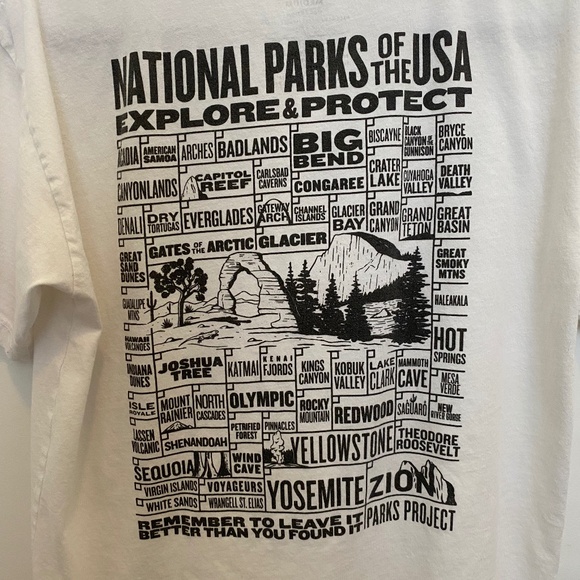 NATIONAL PARKS OF THE USA
EXPLORE & PROTECT
ACADIA AMERICAN SAMOA ARCHES BADLANDS BIG BEND BISCAYNE BLACK CANYON OF THE GUNNISON BRYCE CANYON
CANYONLANDS CAPITOL REEF CARLSBAD CAVERNS CONGAREE CRATER LAKE CUYAHOGA VALLEY DEATH VALLEY
DENALI DRY TORTUGAS EVERGLADES GATEWAY ARCH CHANNEL ISLANDS GLACIER BAY GRAND CANYON GRAND TETON GREAT BASIN
GATES OF THE ARCTIC GLACIER
GREAT SAND DUNES GREAT SMOKY MTNS
GUADALUPE MTNS HALEAKALA
HAWAII VOLCANOES HOT SPRINGS
INDIANA DUNES JOSHUA TREE KATMAI KENAI FJORDS KINGS CANYON KOBUK VALLEY LAKE CLARK MAMMOTH CAVE MESA VERDE
ISLE ROYALE MOUNT RAINIER NORTH CASCADES OLYMPIC ROCKY MOUNTAIN REDWOOD SAGUARO NEW RIVER GORGE
LASSEN VOLCANIC SHENANDOAH PETRIFIED FOREST PINNACLES YELLOWSTONE THEODORE ROOSEVELT
SEQUOIA WIND CAVE
VIRGIN ISLANDS VOYAGEURS YOSEMITE ZION
WHITE SANDS WRANGELL ST. ELIAS
REMEMBER TO LEAVE IT
BETTER THAN YOU FOUND IT
PARKS PROJECT